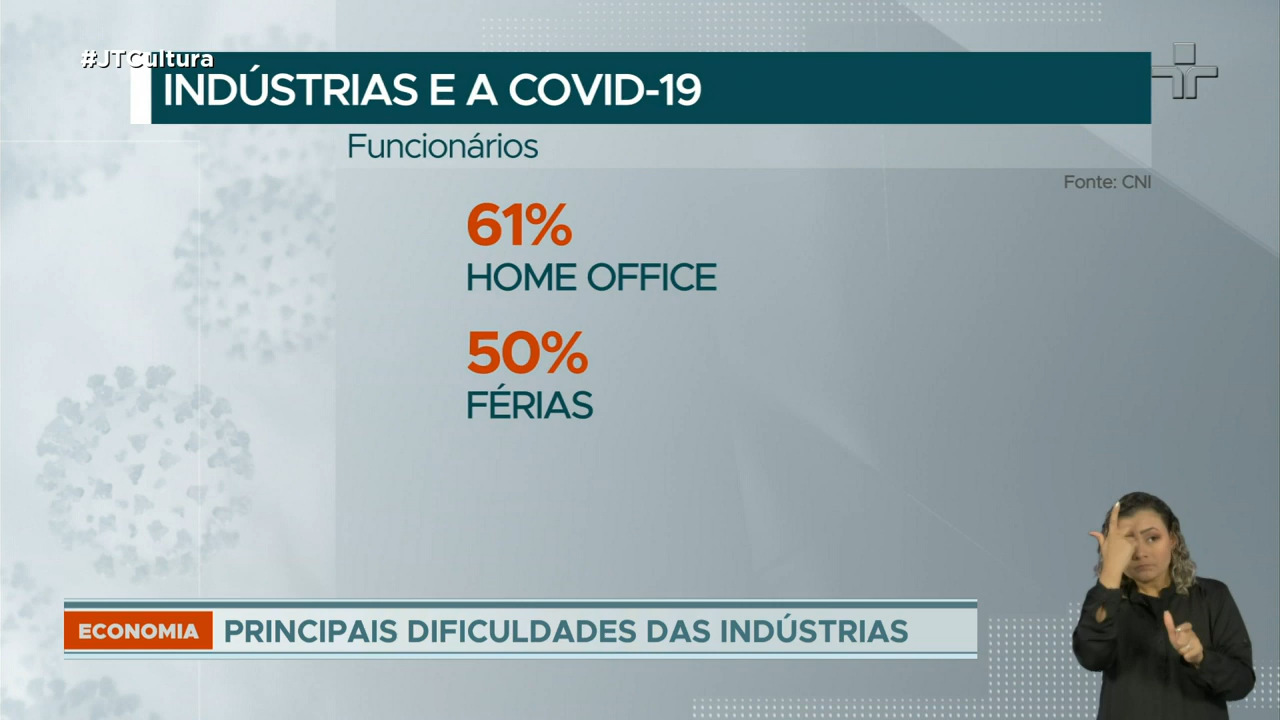 #JTCultura
INDÚSTRIAS E A COVID-19
Funcionários
Fonte: CNI
61%
HOME OFFICE
50%
FÉRIAS
ECONOMIA PRINCIPAIS DIFICULDADES DAS INDÚSTRIAS